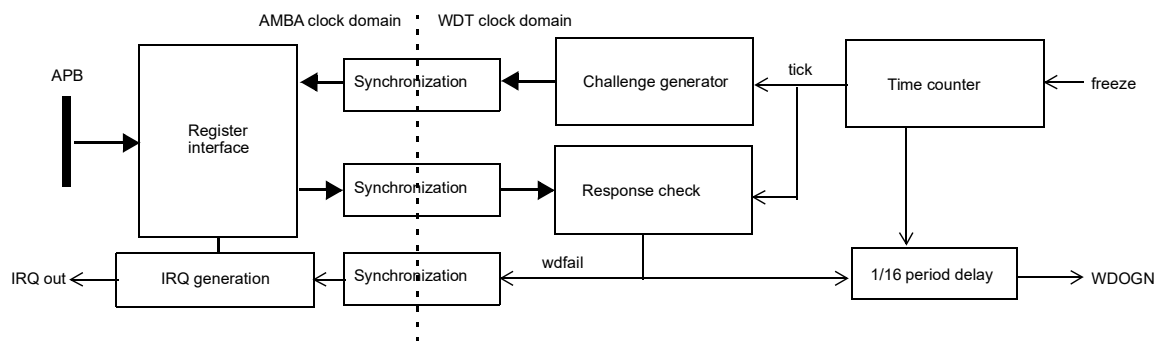 AMBA clock domain
WDT clock domain
APB
Register
interface
Synchronization
Challenge generator
tick
Time counter
freeze
Synchronization
Response check
IRQ out
IRQ generation
Synchronization
wdfail
1/16 period delay
WDOGN